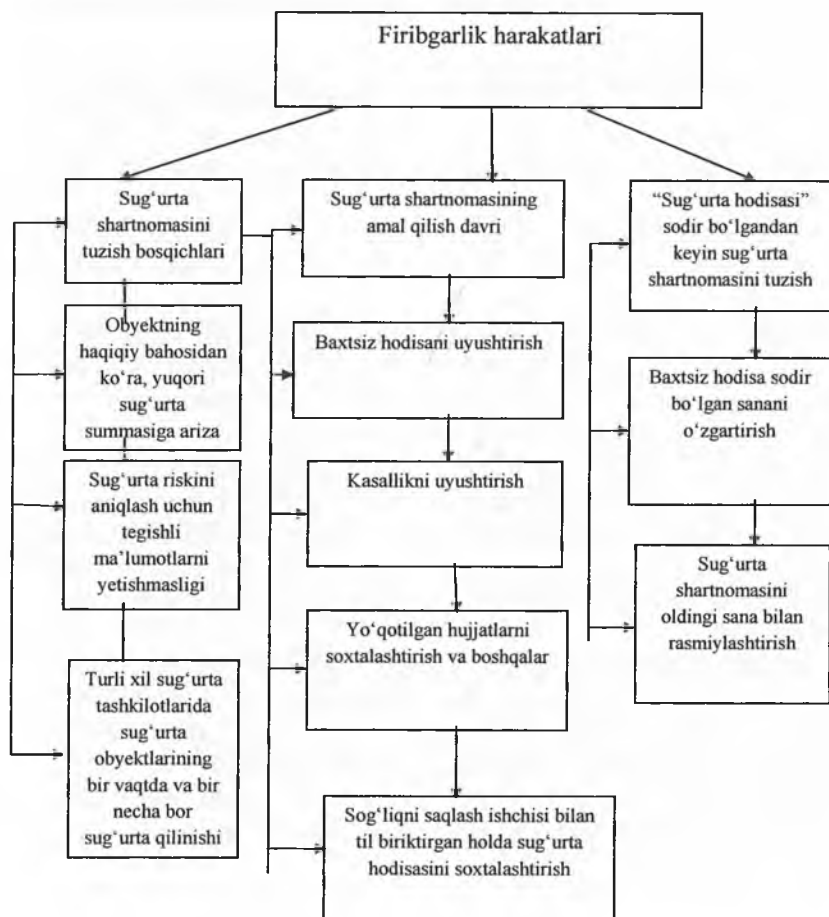 Firibgarlik harakatlari
Sug‘urta
shartnomasini
tuzish bosqichlari
Obyektning
haqiqiy bahosidan
ko‘ra, yuqori
sug‘urta
summasiga ariza
Sug‘urta riskini
aniqlash uchun
tegishli
ma’lumotlarni
yetishmasligi
Turli xil sug‘urta
tashkilotlarida
sug‘urta
obyektlarining
bir vaqtda va bir
necha bor
sug‘urta qilinishi
Sug‘urta shartnomasining
amal qilish davri
Baxtsiz hodisani uyushtirish
Kasallikni uyushtirish
Yo‘qotilgan hujjatlarni
soxtalashtirish va boshqalar
Sog‘liqni saqlash ishchisi bilan
til biriktirgan holda sug‘urta
hodisasini soxtalashtirish
“Sug‘urta hodisasi”
sodir bo‘lgandan
keyin sug‘urta
shartnomasini tuzish
Baxtsiz hodisa sodir
bo‘lgan sanani
o‘zgartirish
Sug‘urta
shartnomasini
oldingi sana bilan
rasmiylashtirish